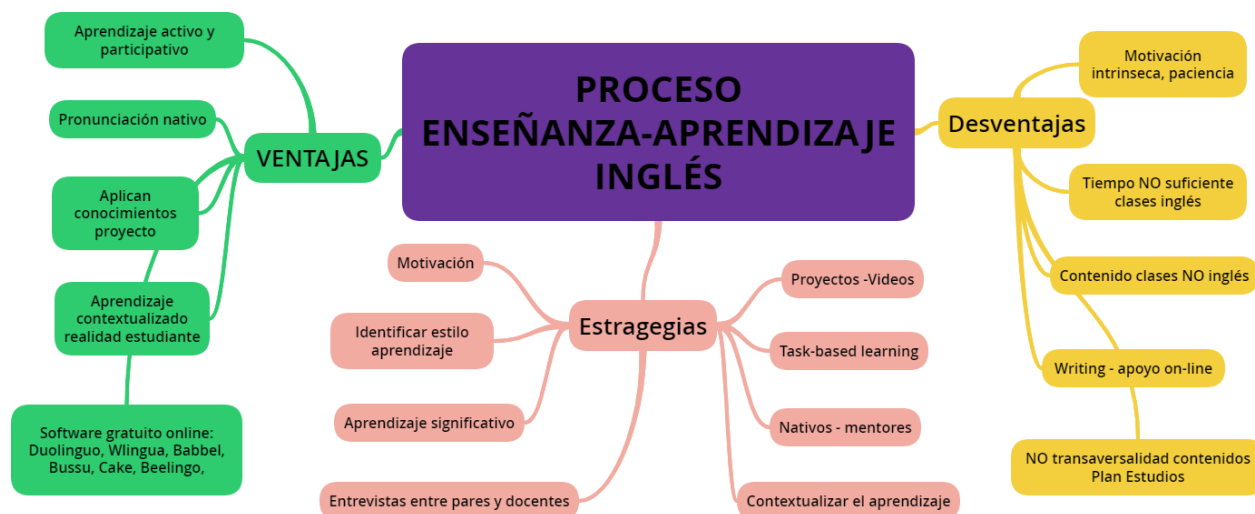 PROCESO
ENSEÑANZA-APRENDIZAJE
INGLÉS
VENTAJAS
Aprendizaje activo y
participativo
Pronunciación nativo
Aplican
conocimientos
proyecto
Aprendizaje
contextualizado
realidad estudiante
Software gratuito online:
Duolinguo, Wlingua, Babbel,
Bussu, Cake, Beelingo,
Estragegias
Motivación
Identificar estilo
aprendizaje
Aprendizaje significativo
Entrevistas entre pares y docentes
Proyectos -Videos
Task-based learning
Nativos - mentores
Contextualizar el aprendizaje
Desventajas
Motivación
intrinseca, paciencia
Tiempo NO suficiente
clases inglés
Contenido clases NO inglés
Writing - apoyo on-line
NO transaversalidad contenidos
Plan Estudios